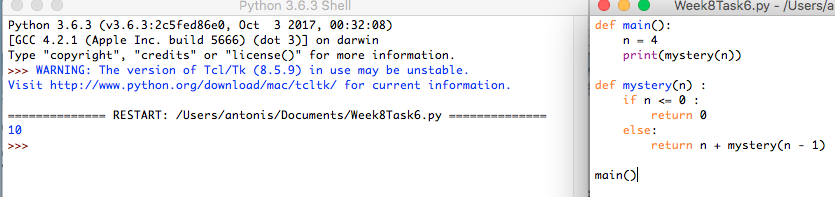 Python 3.6.3 Shell
Python 3.6.3 (v3.6.3:2c5fed86e0, Oct  3 2017, 00:32:08)
[GCC 4.2.1 (Apple Inc. build 5666) (dot 3)] on darwin
Type "copyright", "credits" or "license()" for more information.
>>> WARNING: The version of Tcl/Tk (8.5.9) in use may be unstable.
Visit http://www.python.org/download/mac/tcltk/ for current information.
============== RESTART: /Users/antonis/Documents/Week8Task6.py ==============
10
>>>
Week8Task6.py - /Users/a
def main():
    n = 4
    print(mystery(n))
def mystery(n) :
    if n <= 0 :
        return 0
    else:
        return n + mystery(n - 1)
main()